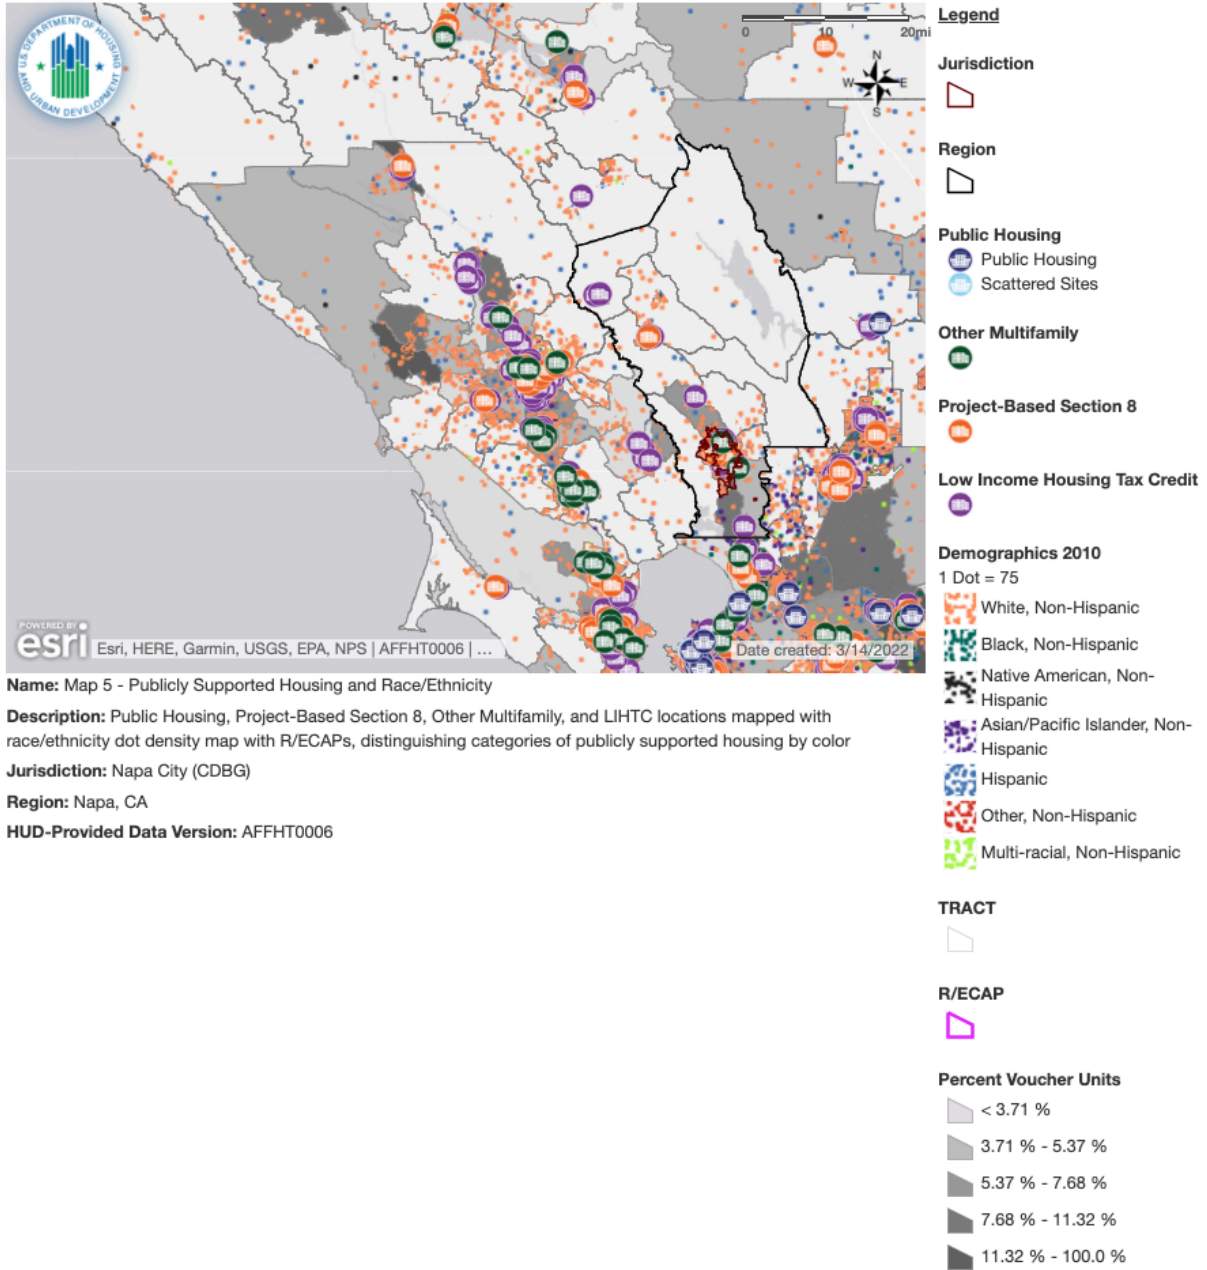 U.S. DEPARTMENT OF HOUSING
AND URBAN DEVELOPMENT
0 10 20mi
N
W E
S
POWERED BY
esri
Esri, HERE, Garmin, USGS, EPA, NPS | AFFHT0006 | ...
Date created: 3/14/2022
Name: Map 5 - Publicly Supported Housing and Race/Ethnicity
Description: Public Housing, Project-Based Section 8, Other Multifamily, and LIHTC locations mapped with
race/ethnicity dot density map with R/ECAPs, distinguishing categories of publicly supported housing by color
Jurisdiction: Napa City (CDBG)
Region: Napa, CA
HUD-Provided Data Version: AFFHT0006
Legend
Jurisdiction
Region
Public Housing
Public Housing
Scattered Sites
Other Multifamily
Project-Based Section 8
Low Income Housing Tax Credit
Demographics 2010
1 Dot = 75
White, Non-Hispanic
Black, Non-Hispanic
Native American, Non-
Hispanic
Asian/Pacific Islander, Non-
Hispanic
Hispanic
Other, Non-Hispanic
Multi-racial, Non-Hispanic
TRACT
R/ECAP
Percent Voucher Units
< 3.71 %
3.71 % - 5.37 %
5.37 % - 7.68 %
7.68 % - 11.32 %
11.32 % - 100.0 %